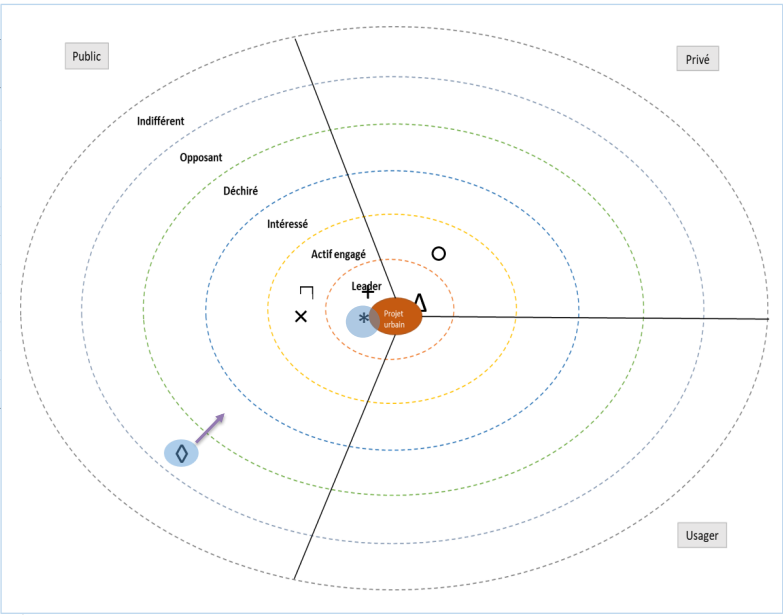 Public
Privé
Indifférent
Opposant
Déchiré
Intéressé
Actif engagé
Leader
Projet
urbain
Usager